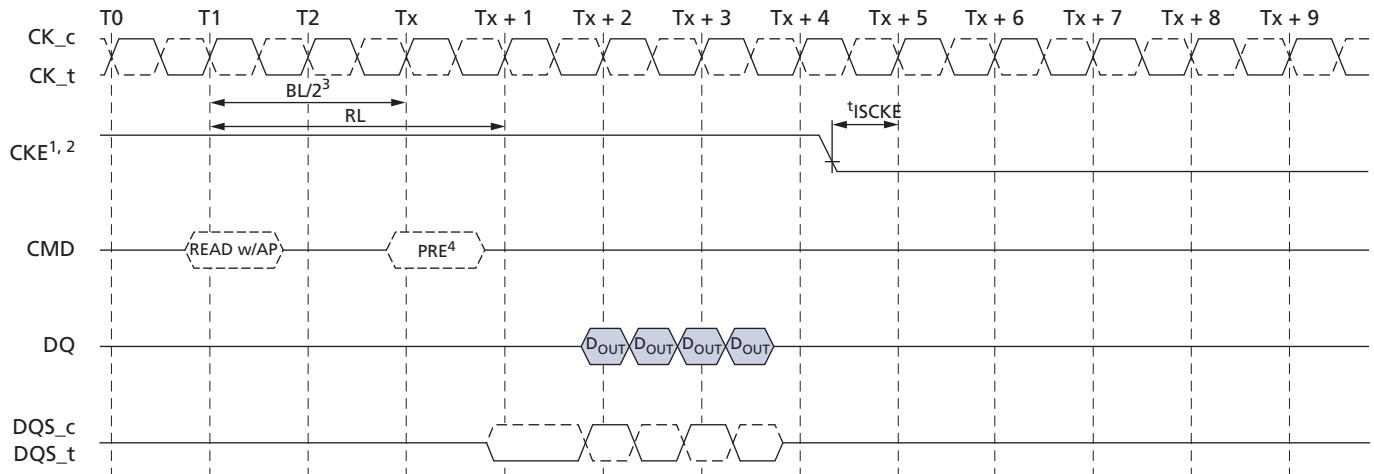 T0 T1 T2 Tx Tx + 1 Tx + 2 Tx + 3 Tx + 4 Tx + 5 Tx + 6 Tx + 7 Tx + 8 Tx + 9
CK_c
CK_t
BL/2³
RL
tISCKE
CKE¹, ²
CMD READ w/AP PRE⁴
DQ DOUT DOUT DOUT DOUT
DQS_c
DQS_t